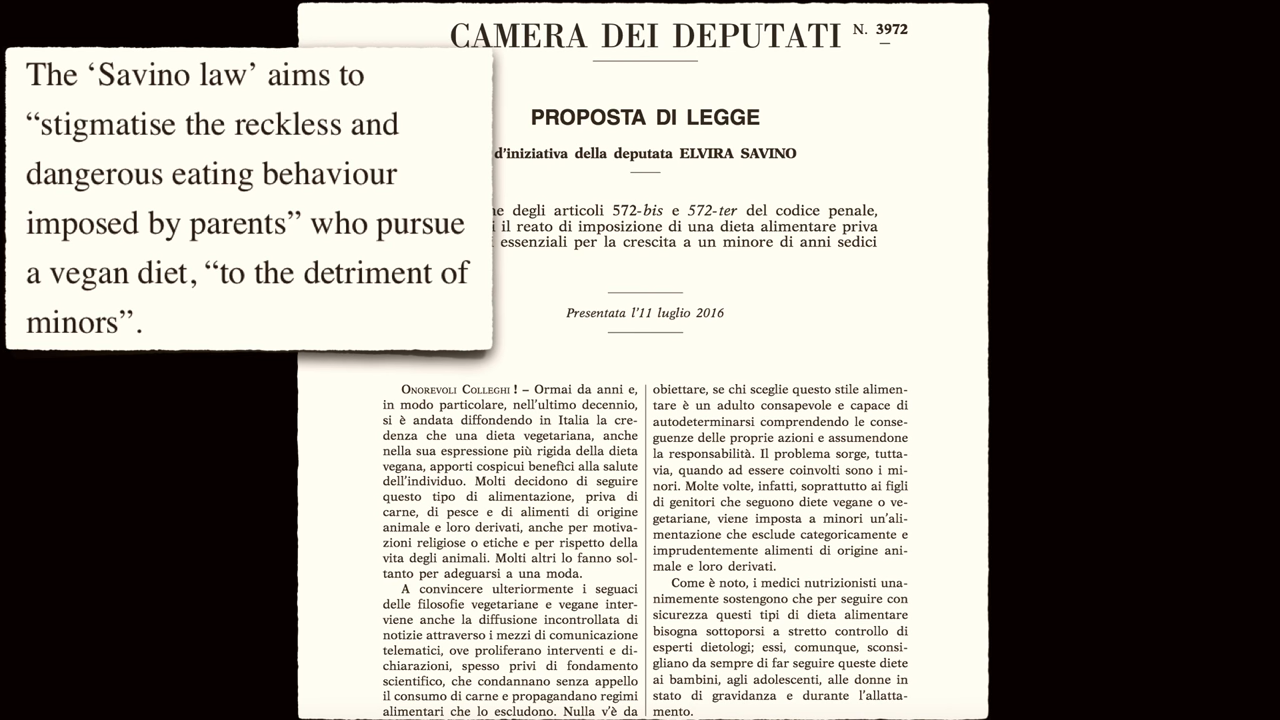 CAMERA DEI DEPUTATI N. 3972
The ‘Savino law’ aims to
“stigmatise the reckless and
dangerous eating behaviour
imposed by parents” who pursue
a vegan diet, “to the detriment of
minors”.
PROPOSTA DI LEGGE
d’iniziativa della deputata ELVIRA SAVINO
degli articoli 572-bis e 572-ter del codice penale,
il reato di imposizione di una dieta alimentare priva
essenziali per la crescita a un minore di anni sedici
Presentata l’11 luglio 2016
ONOREVOLI COLLEGHI ! – Ormai da anni e,
in modo particolare, nell’ultimo decennio,
si è andata diffondendo in Italia la cre-
denza che una dieta vegetariana, anche
nella sua espressione più rigida della dieta
vegana, apporti cospicui benefici alla salute
dell’individuo. Molti decidono di seguire
questo tipo di alimentazione, priva di
carne, di pesce e di alimenti di origine
animale e loro derivati, anche per motiva-
zioni religiose o etiche e per rispetto della
vita degli animali. Molti altri lo fanno sol-
tanto per adeguarsi a una moda.
A convincere ulteriormente i seguaci
delle filosofie vegetariane e vegane inter-
viene anche la diffusione incontrollata di
notizie attraverso i mezzi di comunicazione
telematici, ove proliferano interventi e di-
chiarazioni, spesso privi di fondamento
scientifico, che condannano senza appello
il consumo di carne e propagandano regimi
alimentari che lo escludono. Nulla v’è da
obiettare, se chi sceglie questo stile alimen-
tare è un adulto consapevole e capace di
autodeterminarsi comprendendo le conse-
guenze delle proprie azioni e assumendone
la responsabilità. Il problema sorge, tutta-
via, quando ad essere coinvolti sono i mi-
nori. Molte volte, infatti, soprattutto ai figli
di genitori che seguono diete vegane o ve-
getariane, viene imposta a minori un’ali-
mentazione che esclude categoricamente e
imprudentemente alimenti di origine ani-
male e loro derivati.
Come è noto, i medici nutrizionisti una-
nimemente sostengono che per seguire con
sicurezza questi tipi di dieta alimentare
bisogna sottoporsi a stretto controllo di
esperti dietologi; essi, comunque, sconsi-
gliano da sempre di far seguire queste diete
ai bambini, agli adolescenti, alle donne in
stato di gravidanza e durante l’allatta-
mento.